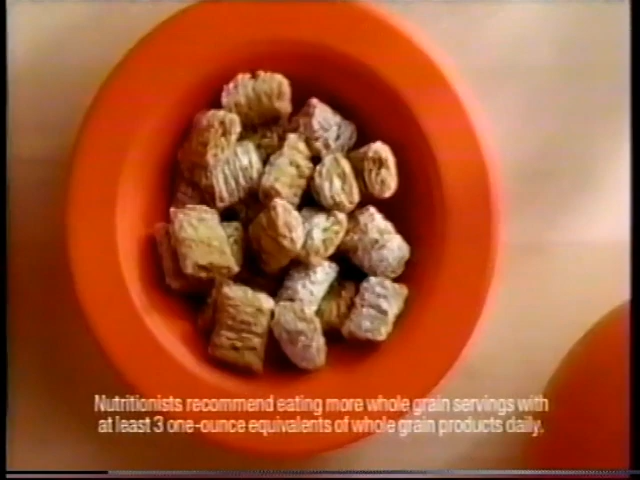 Nutritionists recommend eating more whole grain servings with
at least 3 one-ounce equivalents of whole grain products daily.